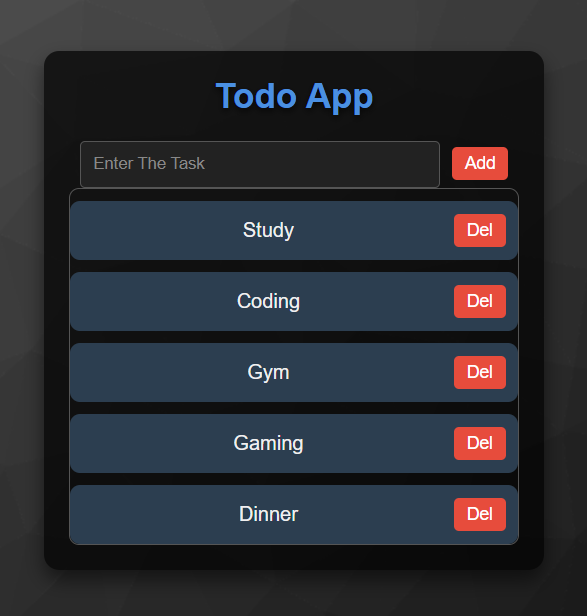 Todo App
Enter The Task Add
Study Del
Coding Del
Gym Del
Gaming Del
Dinner Del